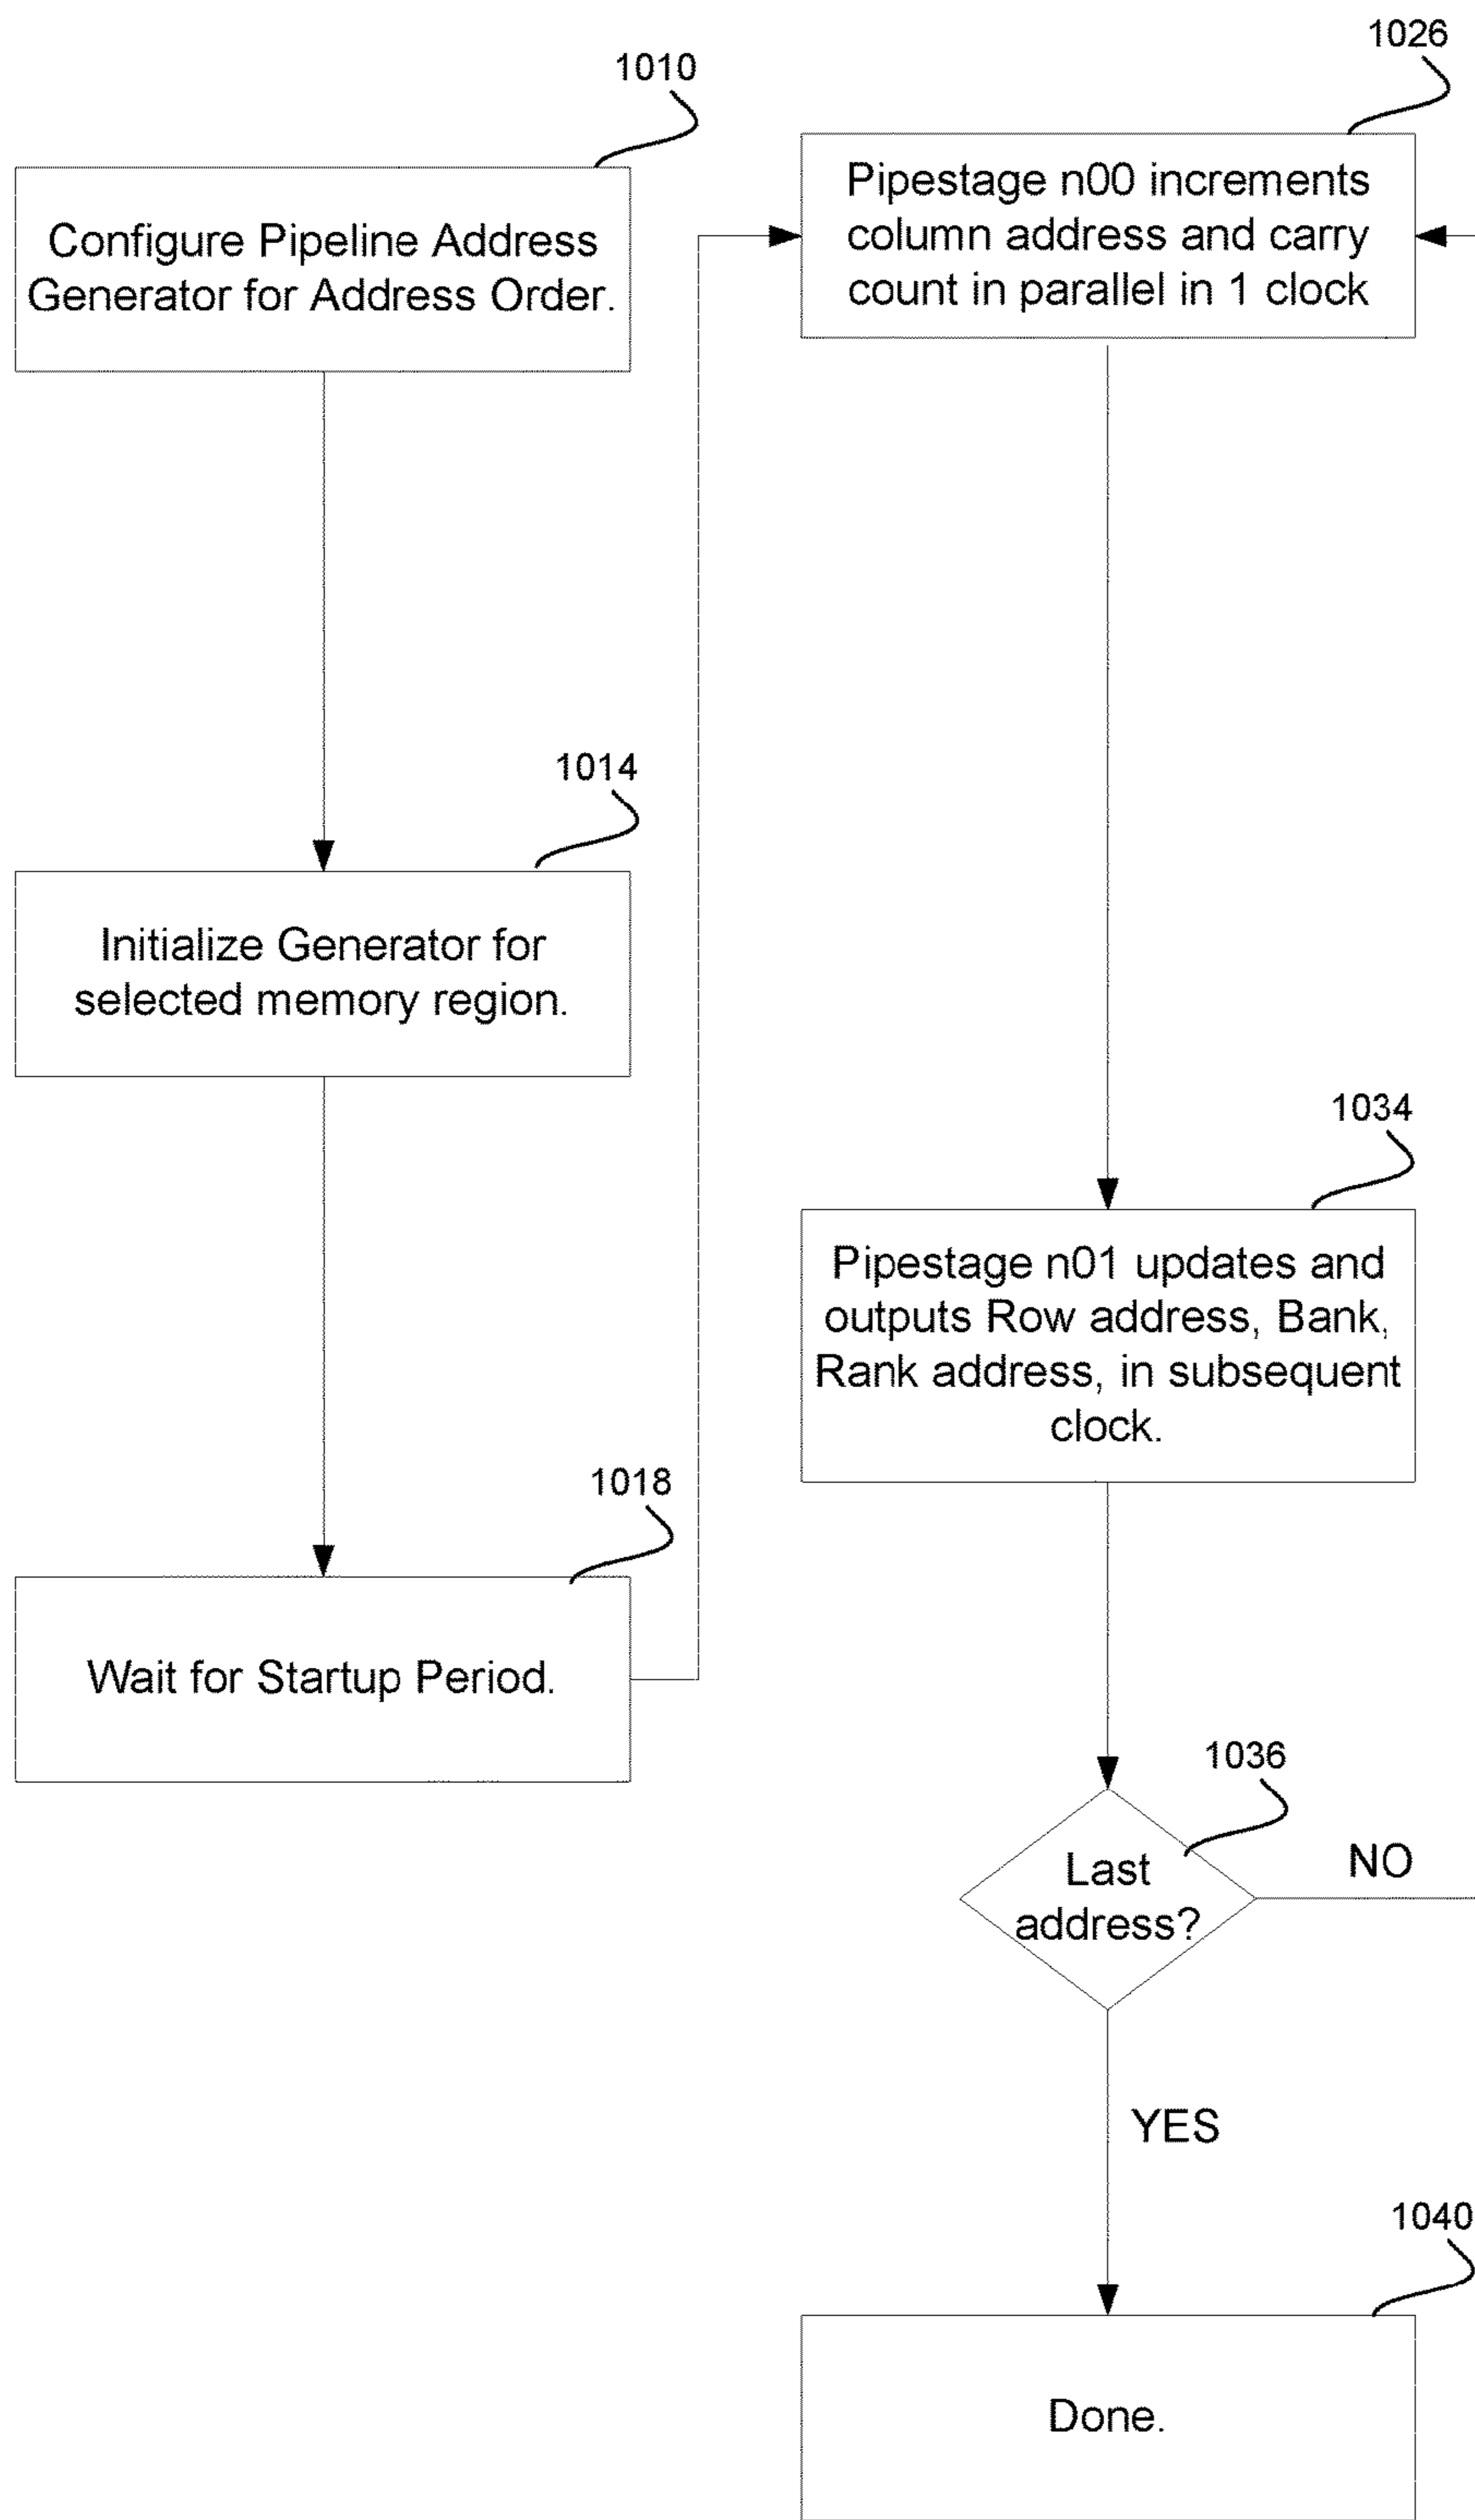 1010
Configure Pipeline Address
Generator for Address Order.
1014
Initialize Generator for
selected memory region.
1018
Wait for Startup Period.
1026
Pipestage n00 increments
column address and carry
count in parallel in 1 clock
1034
Pipestage n01 updates and
outputs Row address, Bank,
Rank address, in subsequent
clock.
1036
Last
address?
NO
YES
1040
Done.